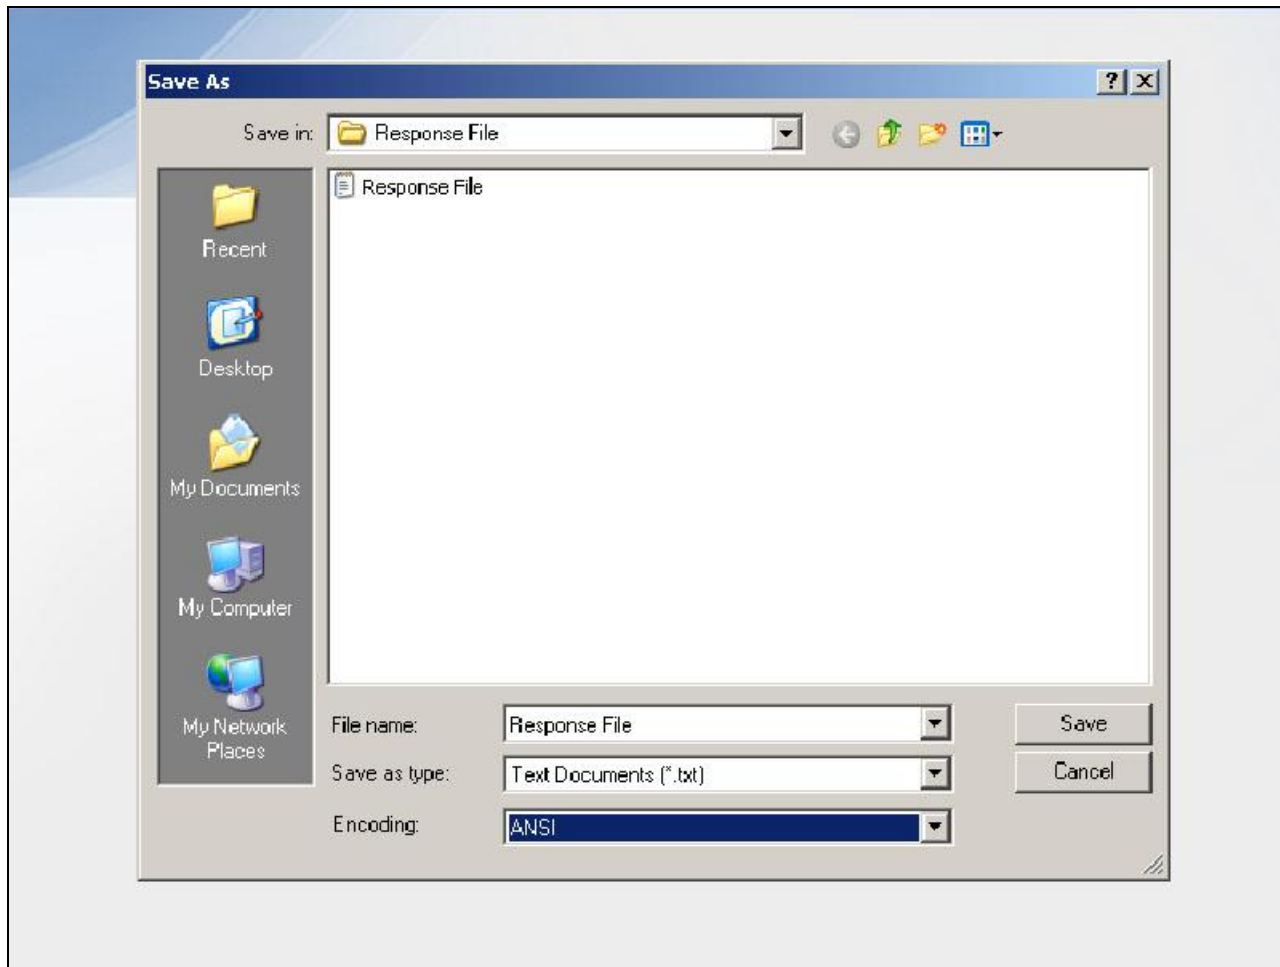 Save As
Save in:
Response File
Response File
Recent
Desktop
My Documents
My Computer
My Network
Places
File name:
Response File
Save
Save as type:
Text Documents (*.txt)
Cancel
Encoding:
ANSI